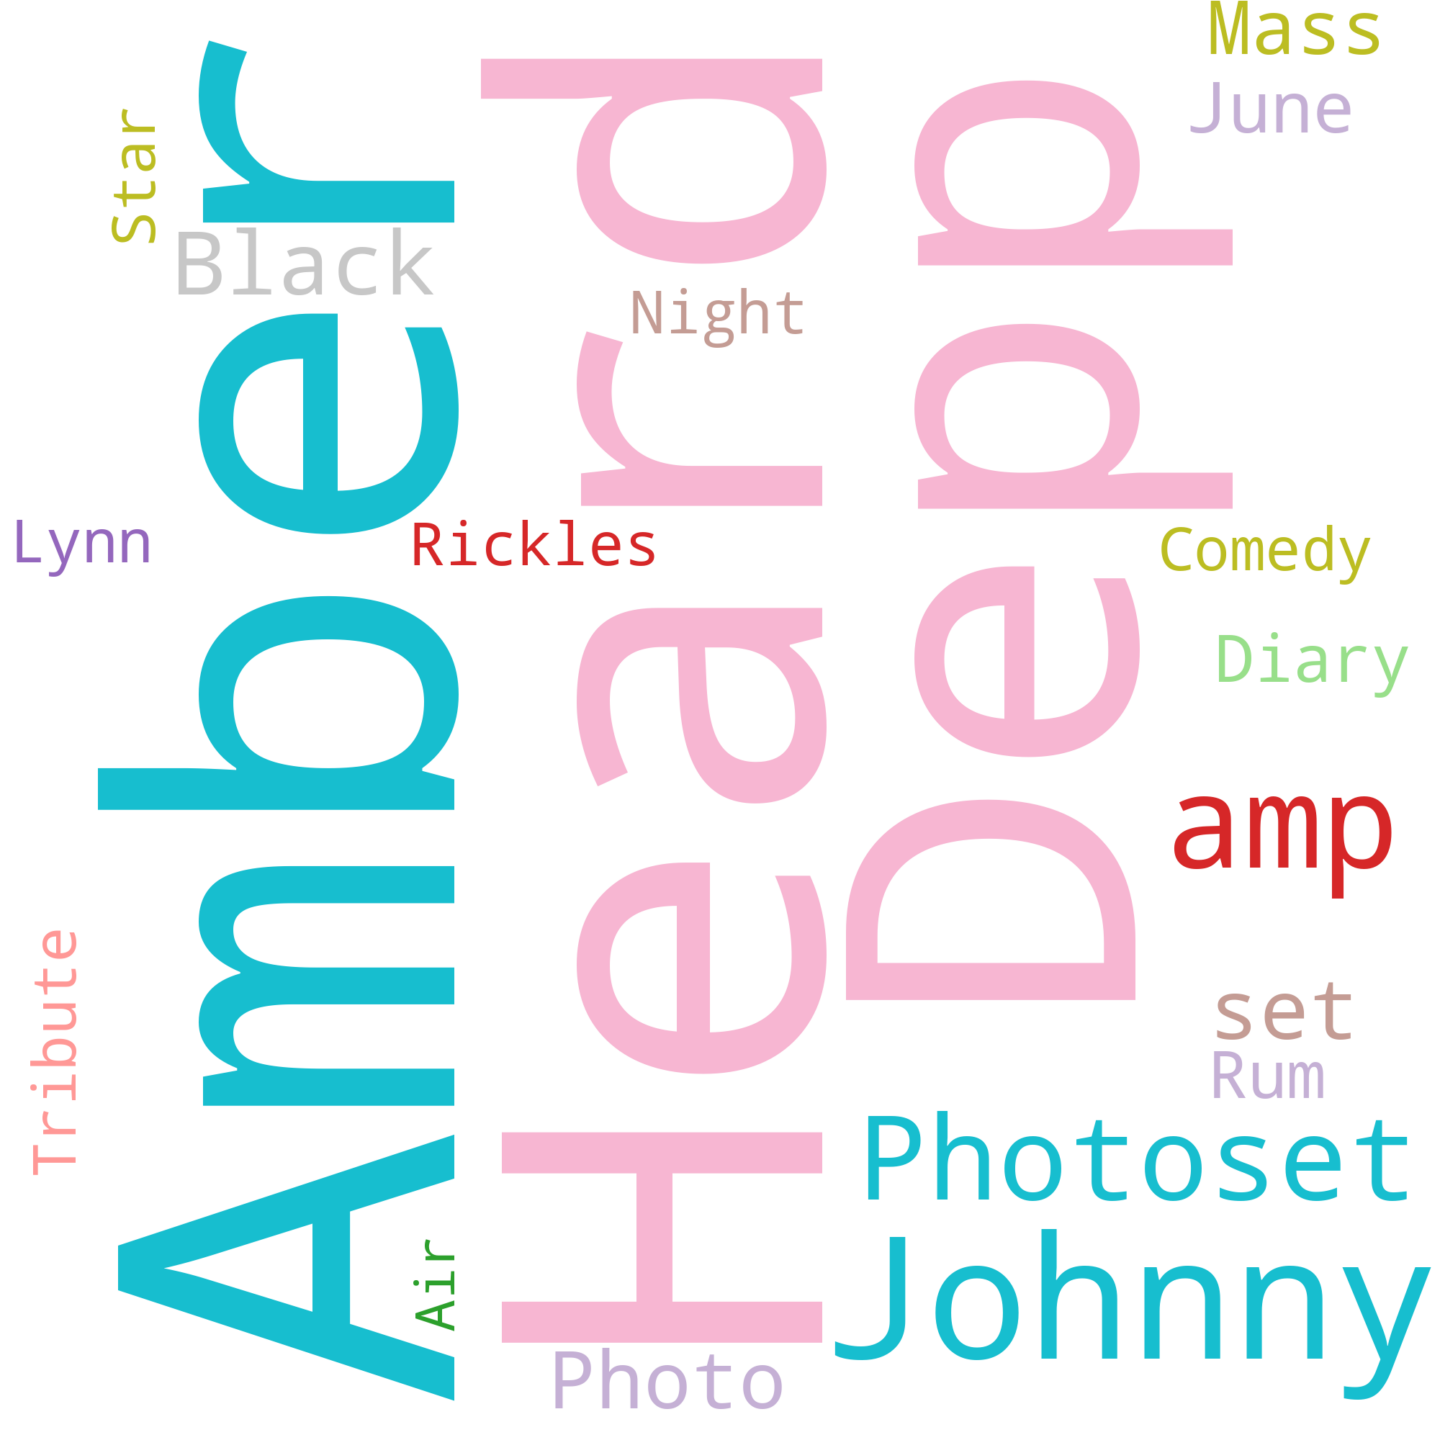 Mass
June
Star
Amber
Heard
Depp
Black
Night
Lynn
Rickles
Comedy
Diary
amp
set
Rum
Tribute
Photoset
Air
Johnny
Photo